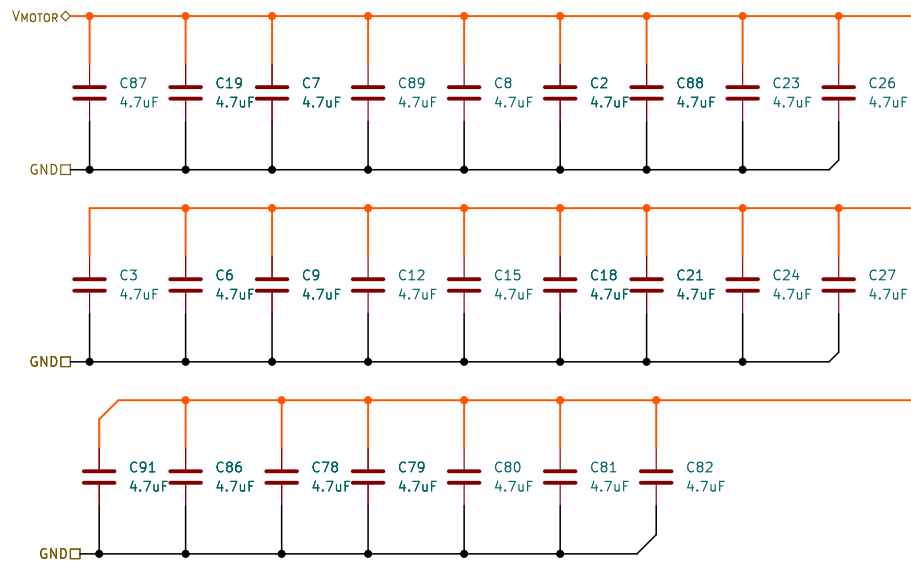 VMOTOR
C87 C19 C7 C89 C8 C2 C88 C23 C26
4.7uF 4.7uF 4.7uF 4.7uF 4.7uF 4.7uF 4.7uF 4.7uF 4.7uF
GND
C3 C6 C9 C12 C15 C18 C21 C24 C27
4.7uF 4.7uF 4.7uF 4.7uF 4.7uF 4.7uF 4.7uF 4.7uF 4.7uF
GND
C91 C86 C78 C79 C80 C81 C82
4.7uF 4.7uF 4.7uF 4.7uF 4.7uF 4.7uF 4.7uF
GND